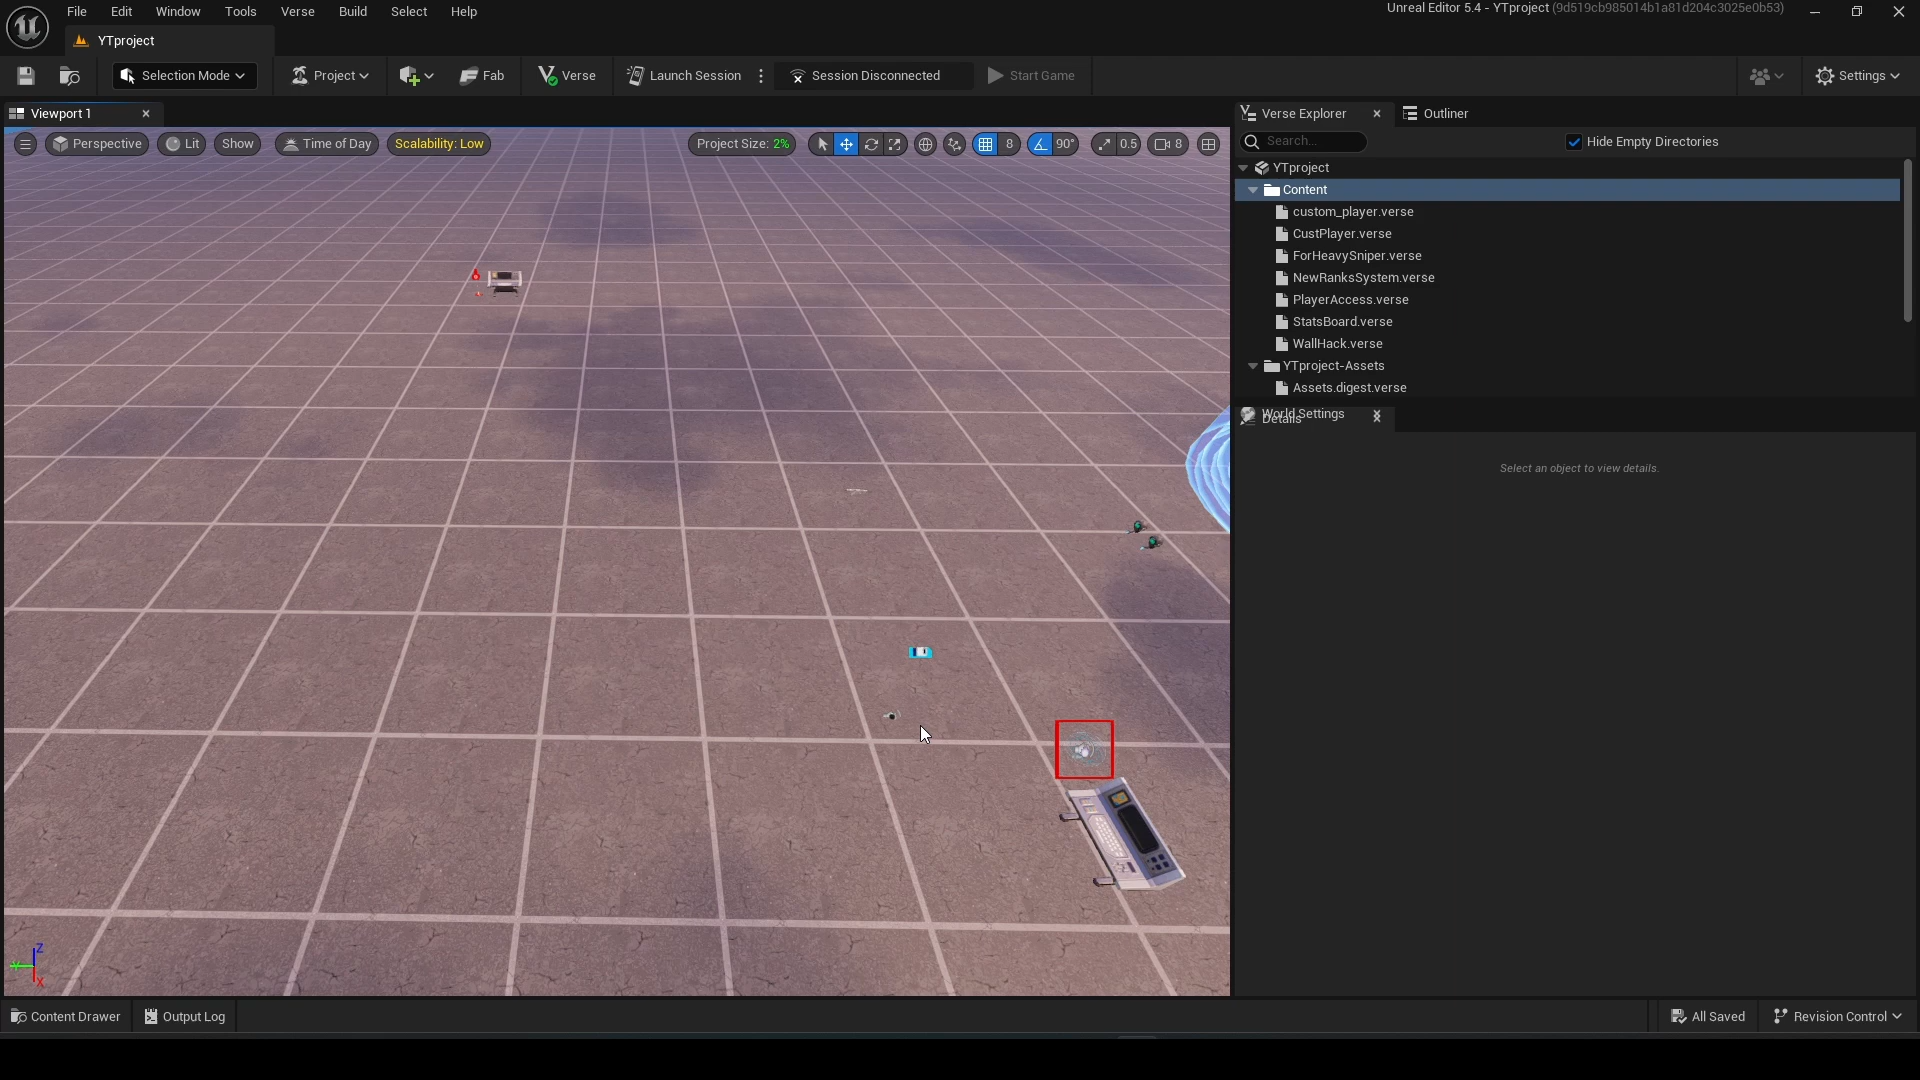 File Edit Window Tools Verse Build Select Help
Unreal Editor 5.4 - YTproject (9d519cb985014b1a81d204c3025e0b53)
YTproject
Selection Mode Project Fab Verse Launch Session Session Disconnected Start Game Settings
Viewport 1
Perspective Lit Show Time of Day Scalability: Low Project Size: 2% 8 90° 0.5 8
Verse Explorer Outliner
Search... Hide Empty Directories
YTproject
Content
custom_player.verse
CustPlayer.verse
ForHeavySniper.verse
NewRanksSystem.verse
PlayerAccess.verse
StatsBoard.verse
WallHack.verse
YTproject-Assets
Assets.digest.verse
World Settings
Details
Select an object to view details.
Z
X
Content Drawer Output Log All Saved Revision Control